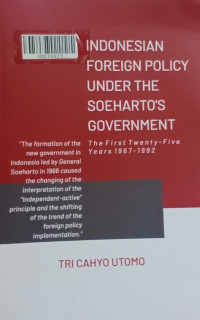 INDONESIAN
FOREIGN POLICY
UNDER THE
SOEHARTO'S
GOVERNMENT
The First Twenty-Five
Years 1967-1992
"The formation of the
new government in
Indonesia led by General
Soeharto in 1966 caused
the changing of the
interpretation of the
"independent-active"
principle and the shifting
of the trend of the
foreign policy
implementation."
TRI CAHYO UTOMO